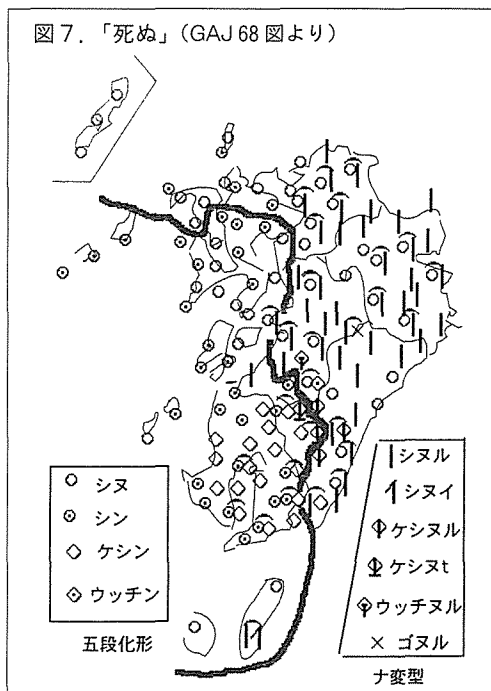 図7.「死ぬ」(GAJ 68 図より)
シヌ
シン
ケシン
ウッチン
五段化形
シヌル
シヌイ
ケシヌル
ケシヌt
ウッチヌル
ゴヌル
ナ変型